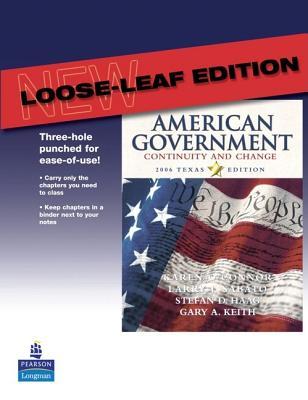 NEW
LOOSE-LEAF EDITION
Three-hole
punched for
ease-of-use!
• Carry only the
chapters you need
to class
• Keep chapters in a
binder next to your
notes
AMERICAN
GOVERNMENT
CONTINUITY AND CHANGE
2006 TEXAS EDITION
We the People
KAREN O'CONNOR
LARRY J. SABATO
STEFAN D. HAAG
GARY A. KEITH
PEARSON
Longman